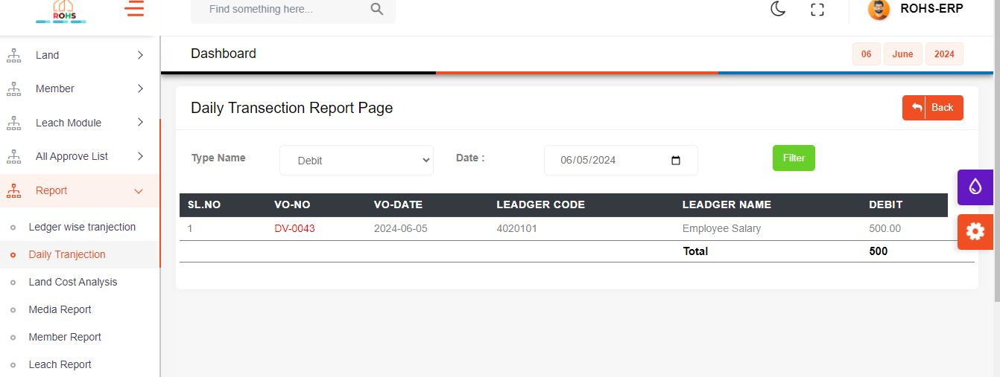 ROHS
Find something here...
ROHS-ERP
Land
Member
Leach Module
All Approve List
Report
Ledger wise tranjection
Daily Tranjection
Land Cost Analysis
Media Report
Member Report
Leach Report
Dashboard
06 June 2024
Daily Transection Report Page
Back
Type Name Debit Date : 06/05/2024 Filter
SL.NO VO-NO VO-DATE LEADGER CODE LEADGER NAME DEBIT
1 DV-0043 2024-06-05 4020101 Employee Salary 500.00
Total 500